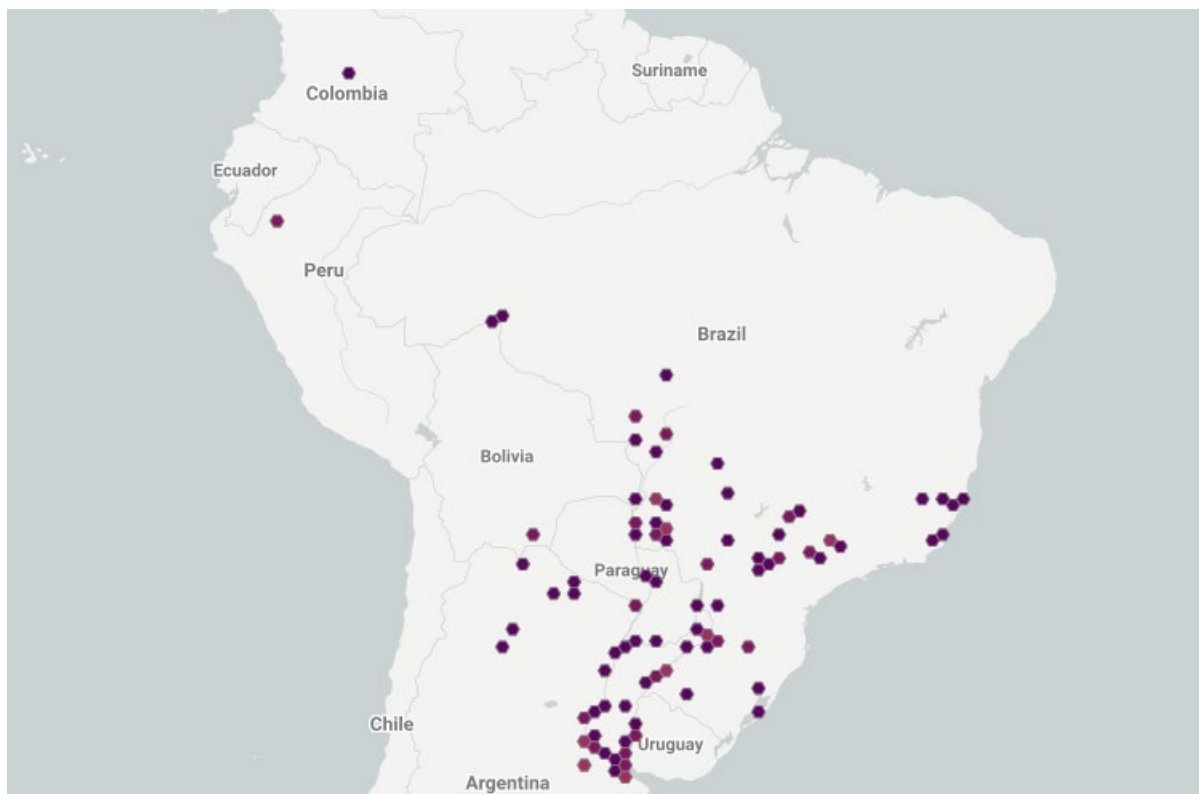 Suriname
Colombia
Ecuador
Peru
Brazil
Bolivia
Paraguay
Chile
Uruguay
Argentina